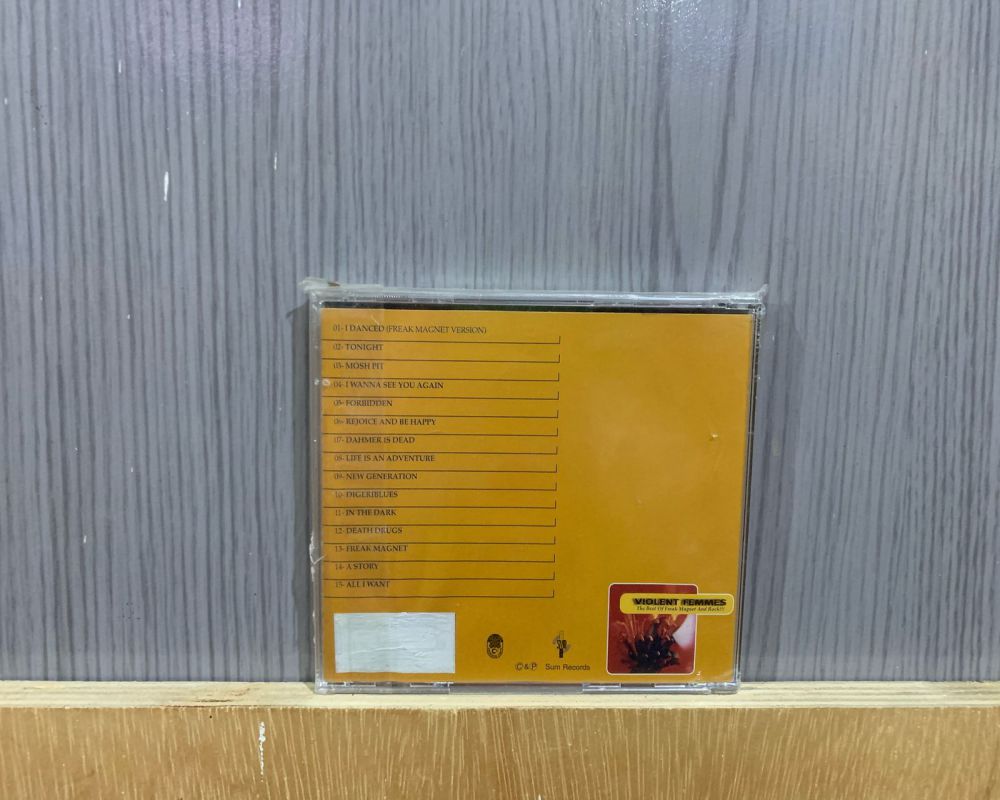 01- I DANCED (FREAK MAGNET VERSION)
02- TONIGHT
03- MOSH PIT
04- I WANNA SEE YOU AGAIN
05- FORBIDDEN
06- REJOICE AND BE HAPPY
07- DAHMER IS DEAD
08- LIFE IS AN ADVENTURE
09- NEW GENERATION
10- DIGERIBLUES
11- IN THE DARK
12- DEATH DRUGS
13- FREAK MAGNET
14- A STORY
15- ALL I WANT
VIOLENT FEMMES
The Best Of Freak Magnet And Rock!!!
©&℗ Sum Records